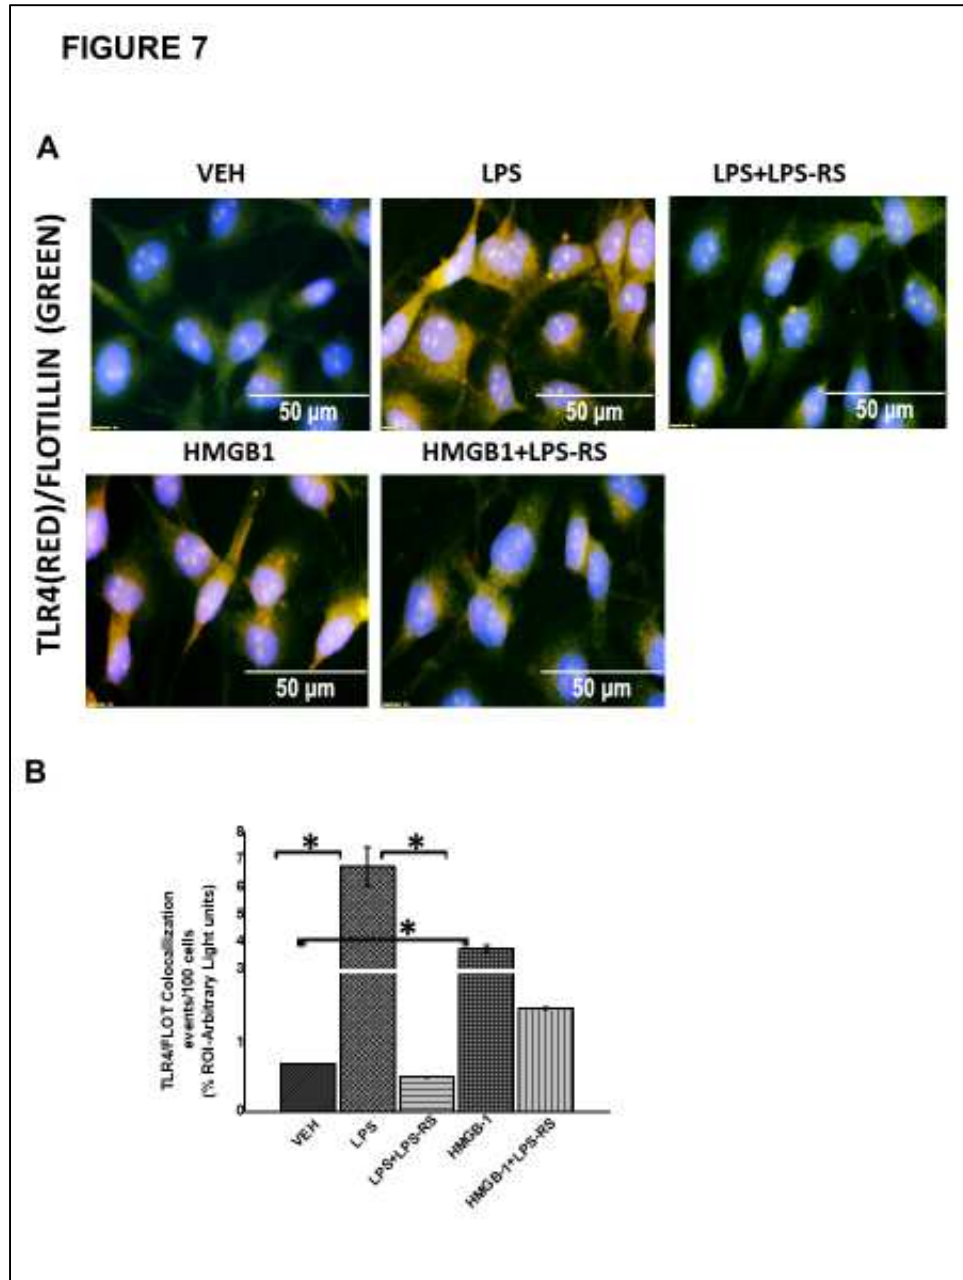 FIGURE 7
A
TLR4(RED)/FLOTILLIN (GREEN)
VEH
LPS
LPS+LPS-RS
50 µm
50 µm
50 µm
HMGB1
HMGB1+LPS-RS
50 µm
50 µm
B
TLR4/FLOT Colocallization
events/100 cells
(% ROI-Arbitrary Light units)
8
7
6
5
4
3
1
0
*
*
*
VEH
LPS
LPS+LPS-RS
HMGB-1
HMGB-1+LPS-RS